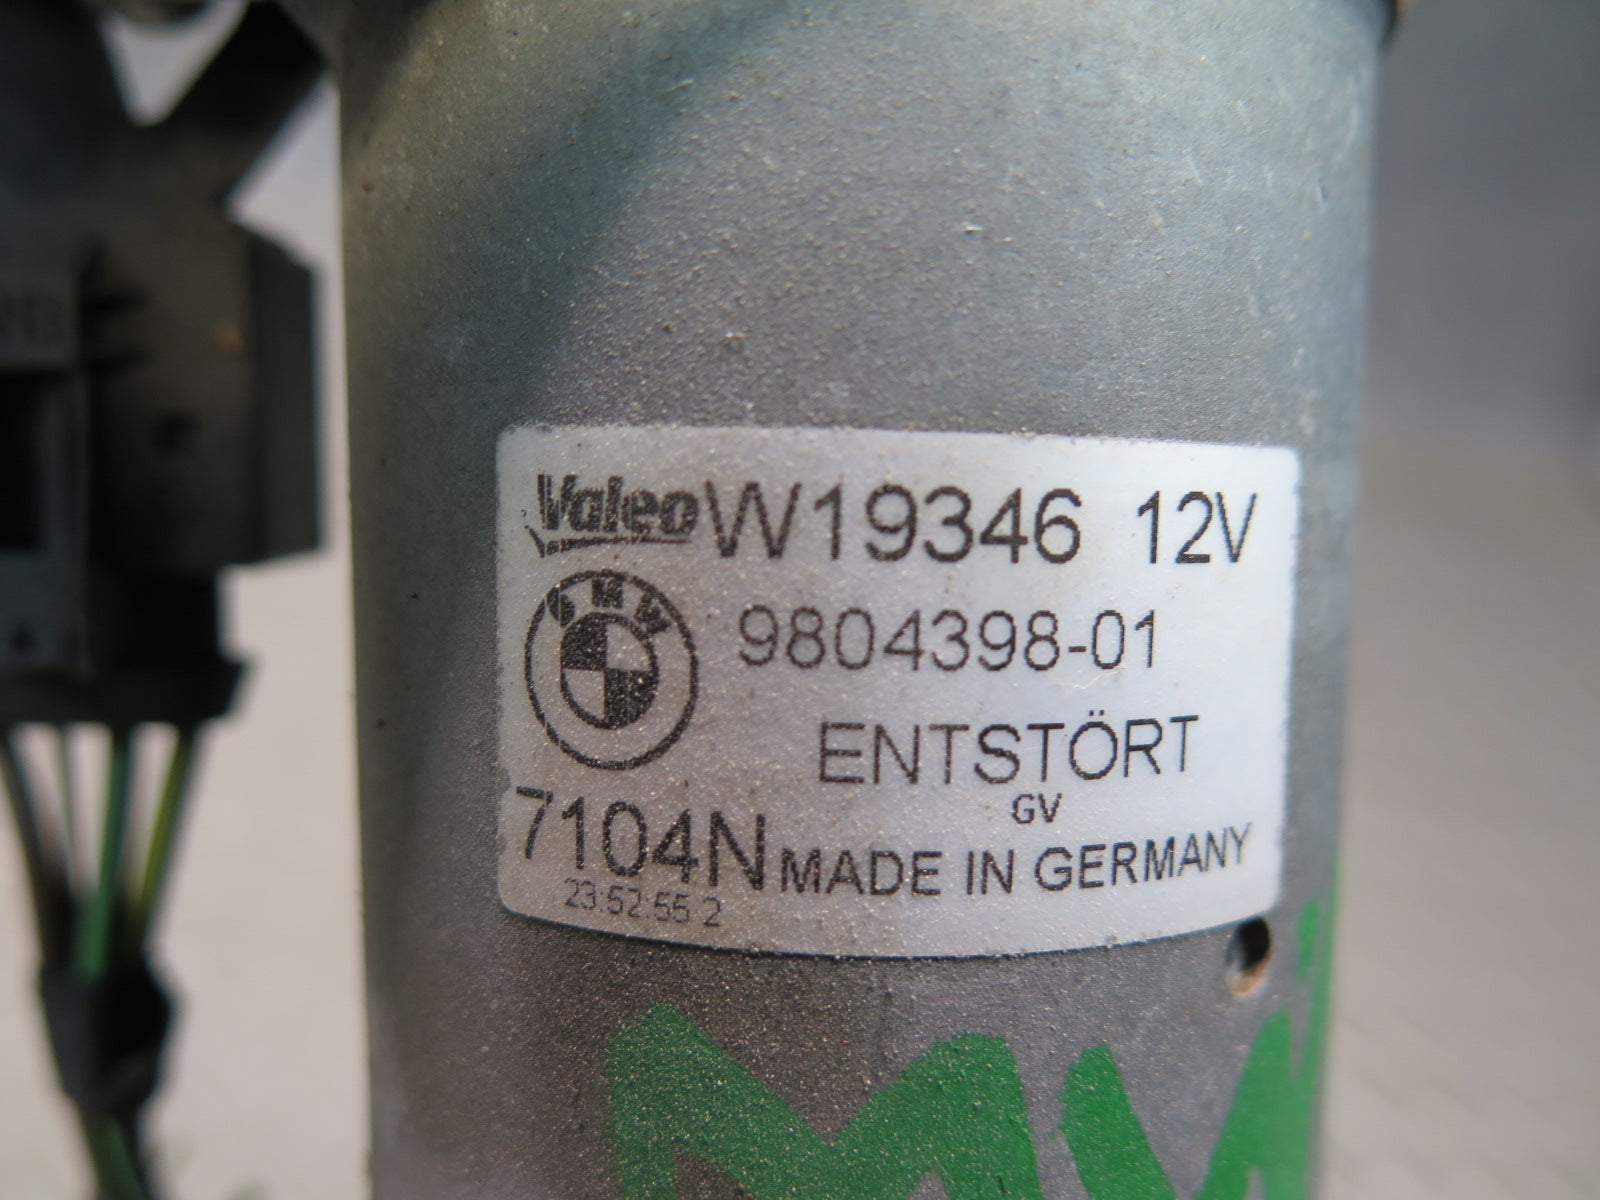 Valeo W19346 12V
BMW 9804398-01
ENTSTÖRT
GV
7104N MADE IN GERMANY
23:52:55 2